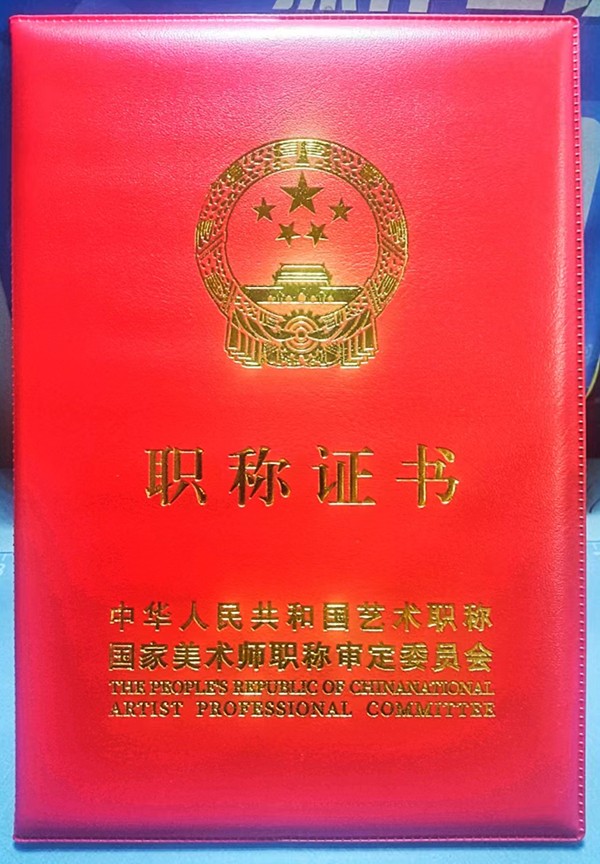 职称证书
中华人民共和国艺术职称
国家美术师职称审定委员会
THE PEOPLE'S REPUBLIC OF CHINANATIONAL
ARTIST PROFESSIONAL COMMITTEE